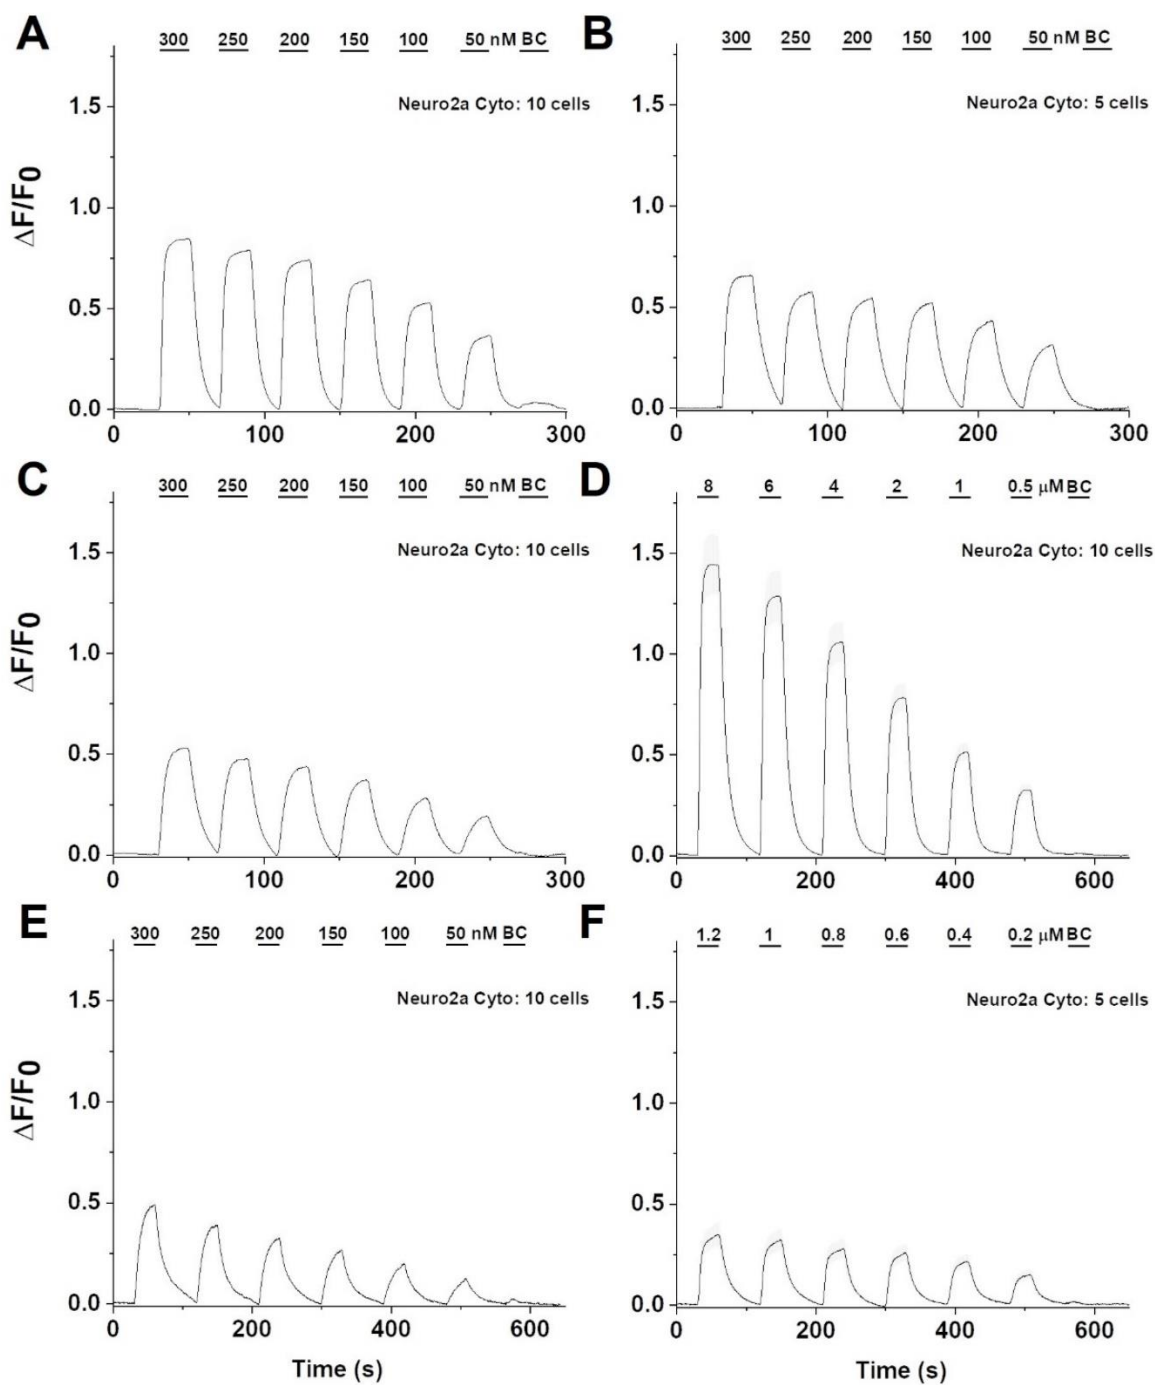 A
300 250 200 150 100 50 nM BC
Neuro2a Cyto: 10 cells
ΔF/F0
1.5
1.0
0.5
0.0
0 100 200 300
B
300 250 200 150 100 50 nM BC
Neuro2a Cyto: 5 cells
1.5
1.0
0.5
0.0
0 100 200 300
C
300 250 200 150 100 50 nM BC
Neuro2a Cyto: 10 cells
ΔF/F0
1.5
1.0
0.5
0.0
0 100 200 300
D
8 6 4 2 1 0.5 μM BC
Neuro2a Cyto: 10 cells
1.5
1.0
0.5
0.0
0 200 400 600
E
300 250 200 150 100 50 nM BC
Neuro2a Cyto: 10 cells
ΔF/F0
1.5
1.0
0.5
0.0
0 200 400 600
Time (s)
F
1.2 1 0.8 0.6 0.4 0.2 μM BC
Neuro2a Cyto: 5 cells
1.5
1.0
0.5
0.0
0 200 400 600
Time (s)